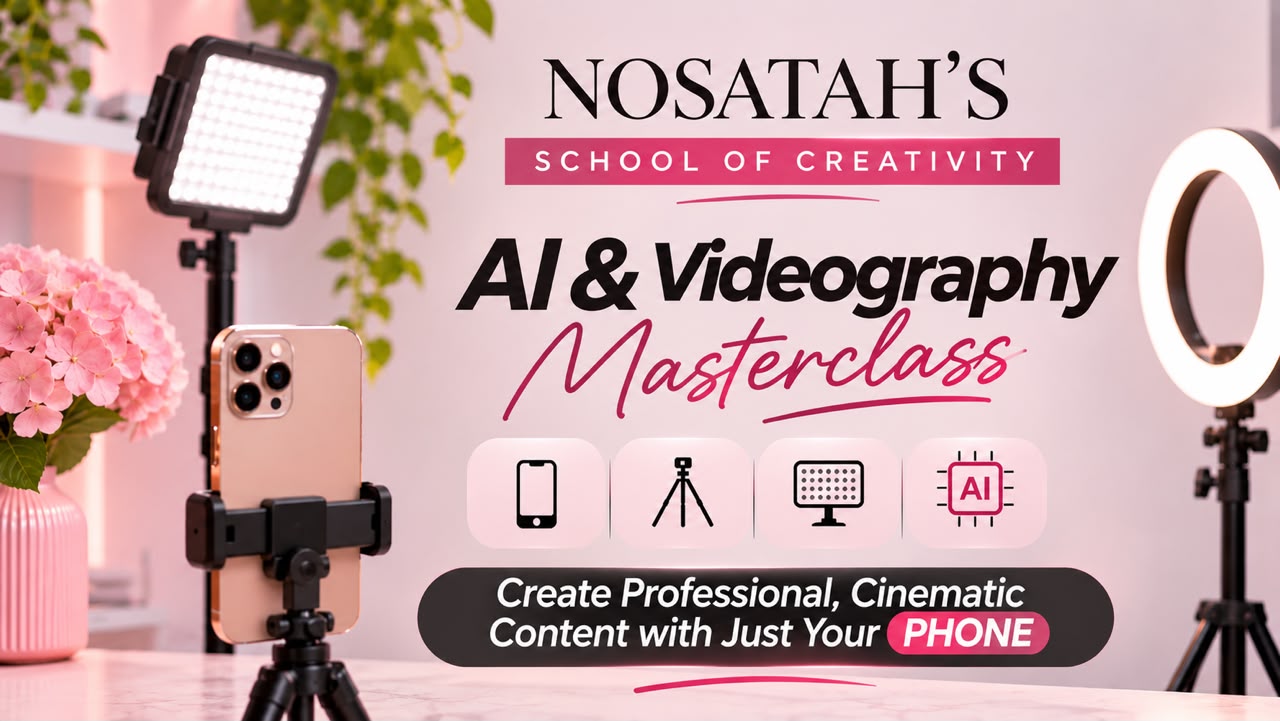 NOSATAH'S
SCHOOL OF CREATIVITY
AI & Videography
Masterclass
AI
Create Professional, Cinematic
Content with Just Your PHONE